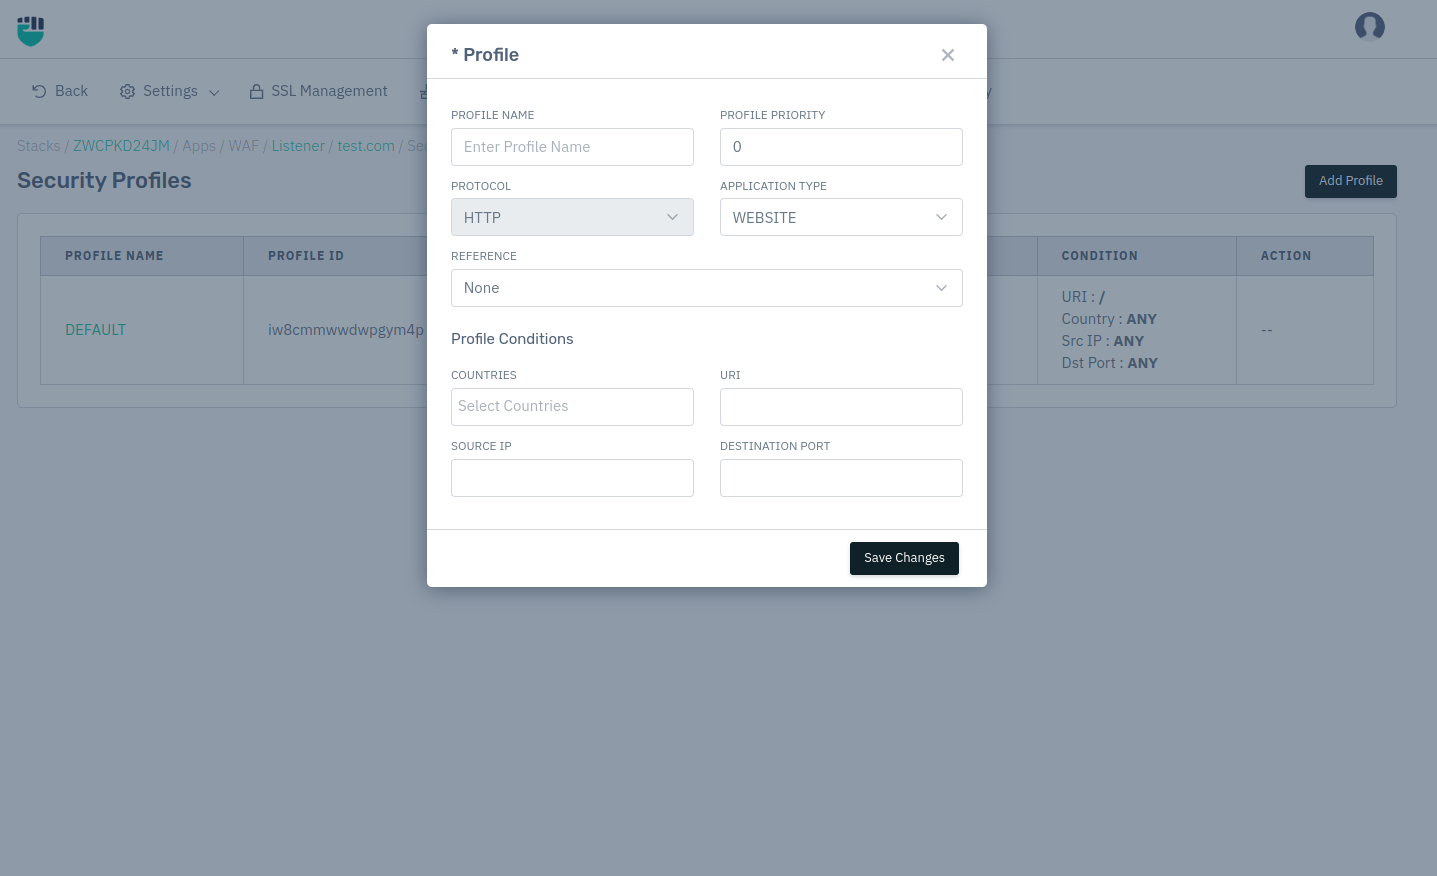 * Profile
Back
Settings
SSL Management
Stacks / ZWCPKD24JM / Apps / WAF / Listener / test.com /
Security Profiles
Add Profile
PROFILE NAME
PROFILE ID
CONDITION
ACTION
DEFAULT
iw8cmmwwdwpgym4p
URI : /
Country : ANY
Src IP : ANY
Dst Port : ANY
--
PROFILE NAME
PROFILE PRIORITY
Enter Profile Name
0
PROTOCOL
APPLICATION TYPE
HTTP
WEBSITE
REFERENCE
None
Profile Conditions
COUNTRIES
URI
Select Countries
SOURCE IP
DESTINATION PORT
Save Changes